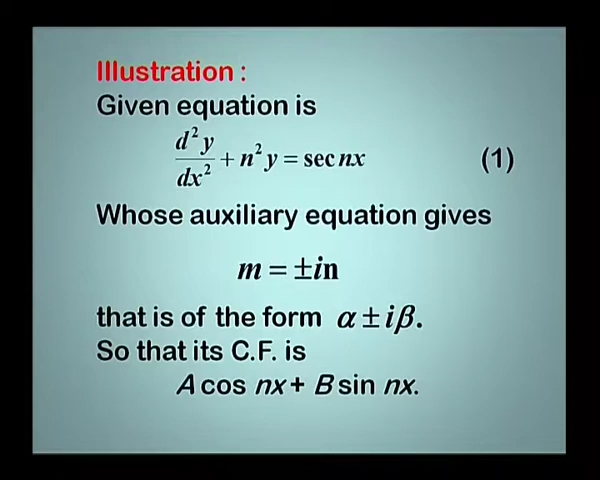 Illustration :
Given equation is
d²y/dx² + n²y = sec nx (1)
Whose auxiliary equation gives
m = ±in
that is of the form α ± iβ.
So that its C.F. is
A cos nx + B sin nx.